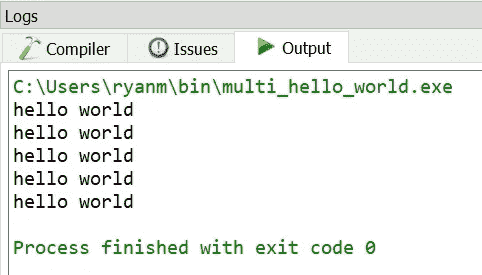 Logs
Compiler Issues Output
C:\Users\ryanm\bin\multi_hello_world.exe
hello world
hello world
hello world
hello world
hello world
Process finished with exit code 0